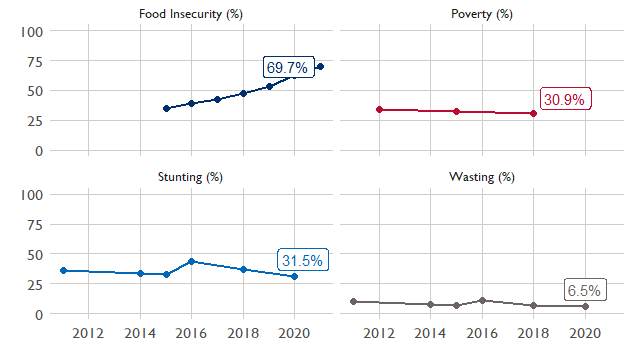 Food Insecurity (%)
Poverty (%)
100
75
50
25
0
69.7%
30.9%
Stunting (%)
Wasting (%)
100
75
50
25
0
31.5%
6.5%
2012 2014 2016 2018 2020
2012 2014 2016 2018 2020